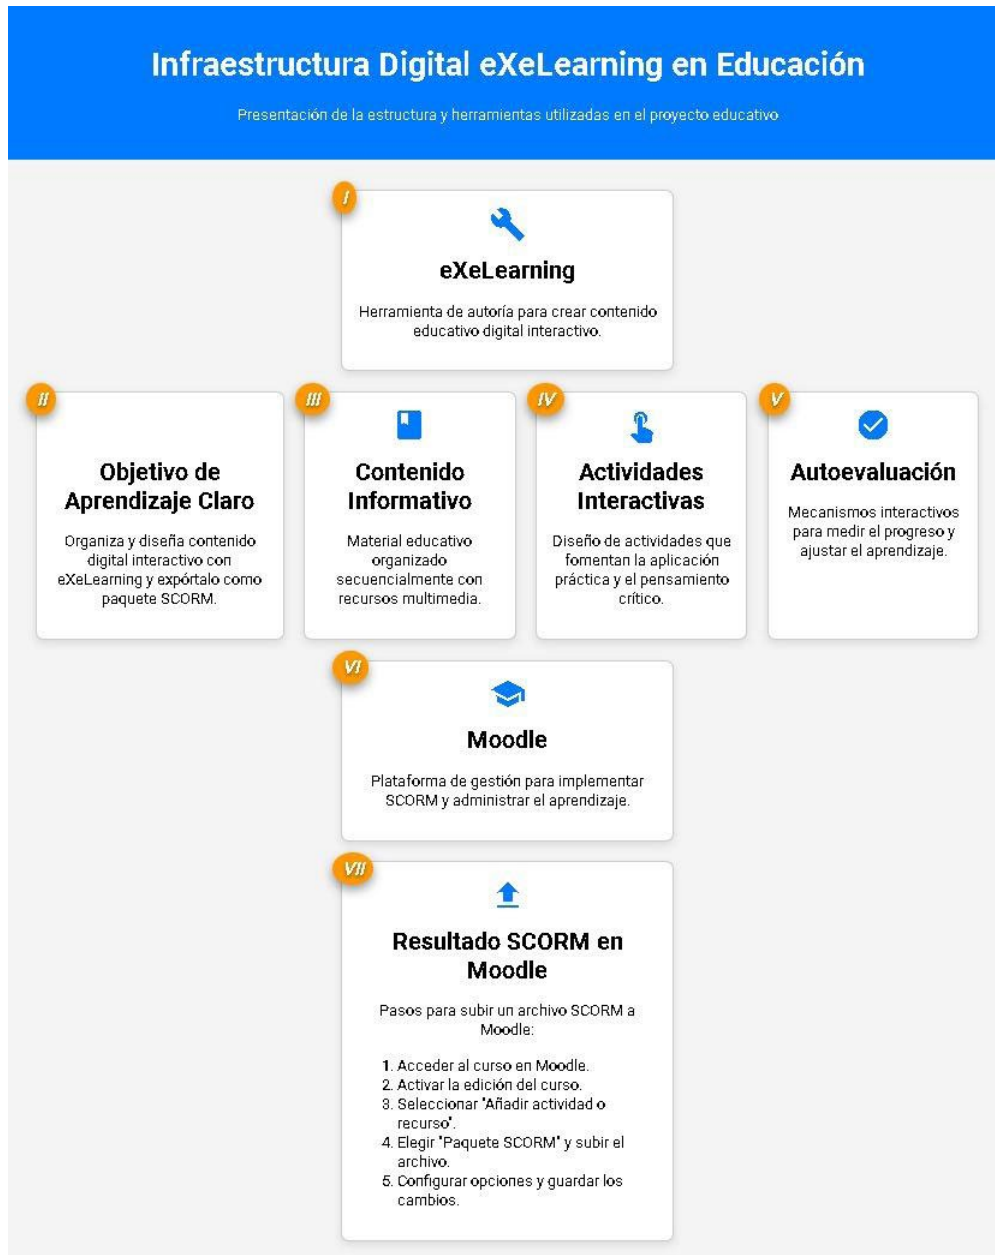 Infraestructura Digital eXeLearning en Educación
Presentación de la estructura y herramientas utilizadas en el proyecto educativo
I
eXeLearning
Herramienta de autoría para crear contenido
educativo digital interactivo.
II
Objetivo de
Aprendizaje Claro
Organiza y diseña contenido
digital interactivo con
eXeLearning y expórtalo como
paquete SCORM.
III
Contenido
Informativo
Material educativo
organizado
secuencialmente con
recursos multimedia.
IV
Actividades
Interactivas
Diseño de actividades que
fomentan la aplicación
práctica y el pensamiento
crítico.
V
Autoevaluación
Mecanismos interactivos
para medir el progreso y
ajustar el aprendizaje.
VI
Moodle
Plataforma de gestión para implementar
SCORM y administrar el aprendizaje.
VII
Resultado SCORM en
Moodle
Pasos para subir un archivo SCORM a
Moodle:
1. Acceder al curso en Moodle.
2. Activar la edición del curso.
3. Seleccionar "Añadir actividad o
recurso".
4. Elegir "Paquete SCORM" y subir el
archivo.
5. Configurar opciones y guardar los
cambios.